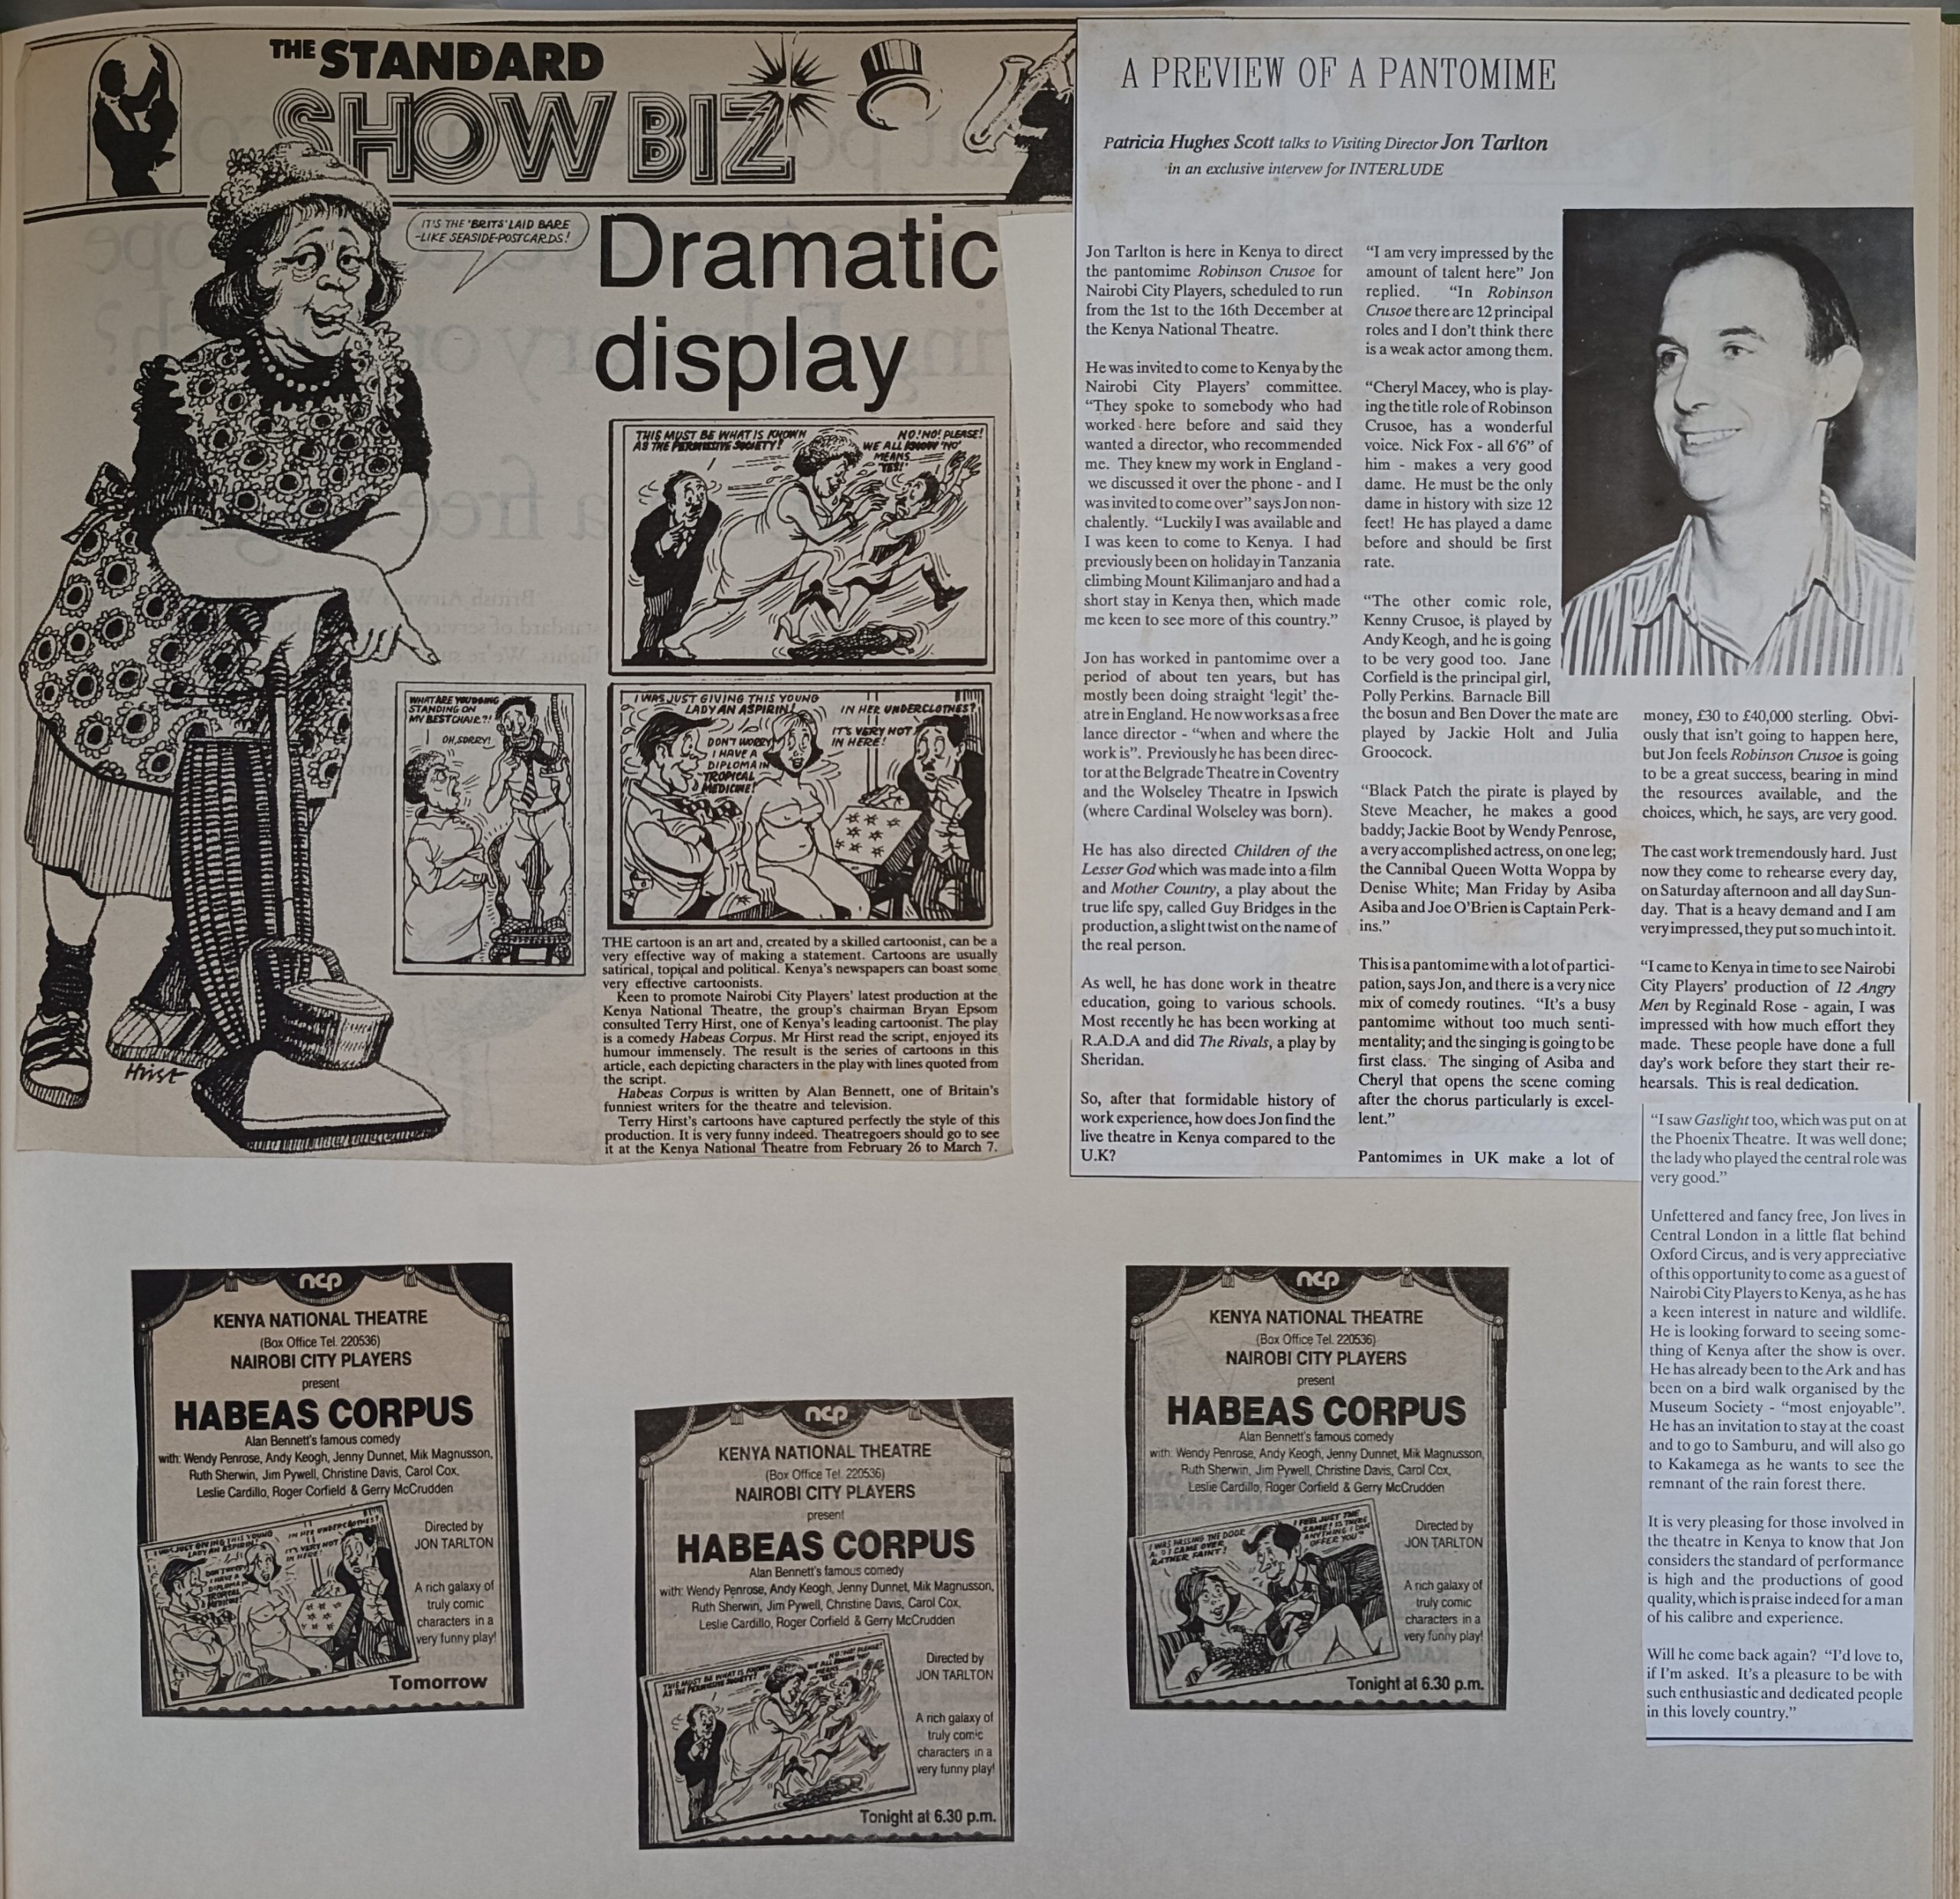 THE STANDARD
SHOW BIZ
IT'S THE 'BRITS' LAID BARE
-LIKE SEASIDE-POSTCARDS!
Dramatic
display
THIS MUST BE WHAT IS KNOWN
AS THE PERMISSIVE SOCIETY!
NO! NO! PLEASE!
WE ALL KNOW 'NO'
MEANS
'YES!'
WHAT ARE YOU DOING
STANDING ON
MY BEST CHAIR?!
OH, SORRY!
I WAS JUST GIVING THIS YOUNG
LADY AN ASPIRIN!
IN HER UNDERCLOTHES?
IT'S VERY HOT
IN HERE!
DON'T WORRY
I HAVE A
DIPLOMA IN
'TROPICAL
MEDICINE!'
Hirst
THE cartoon is an art and, created by a skilled cartoonist, can be a
very effective way of making a statement. Cartoons are usually
satirical, topical and political. Kenya's newspapers can boast some
very effective cartoonists.
Keen to promote Nairobi City Players' latest production at the
Kenya National Theatre, the group's chairman Bryan Epsom
consulted Terry Hirst, one of Kenya's leading cartoonist. The play
is a comedy Habeas Corpus. Mr Hirst read the script, enjoyed its
humour immensely. The result is the series of cartoons in this
article, each depicting characters in the play with lines quoted from
the script.
Habeas Corpus is written by Alan Bennett, one of Britain's
funniest writers for the theatre and television.
Terry Hirst's cartoons have captured perfectly the style of this
production. It is very funny indeed. Theatregoers should go to see
it at the Kenya National Theatre from February 26 to March 7.
A PREVIEW OF A PANTOMIME
Patricia Hughes Scott talks to Visiting Director Jon Tarlton
in an exclusive intervew for INTERLUDE
Jon Tarlton is here in Kenya to direct
the pantomime Robinson Crusoe for
Nairobi City Players, scheduled to run
from the 1st to the 16th December at
the Kenya National Theatre.
He was invited to come to Kenya by the
Nairobi City Players' committee.
"They spoke to somebody who had
worked here before and said they
wanted a director, who recommended
me. They knew my work in England -
we discussed it over the phone - and I
was invited to come over" says Jon non-
chalently. "Luckily I was available and
I was keen to come to Kenya. I had
previously been on holiday in Tanzania
climbing Mount Kilimanjaro and had a
short stay in Kenya then, which made
me keen to see more of this country."
Jon has worked in pantomime over a
period of about ten years, but has
mostly been doing straight 'legit' the-
atre in England. He now works as a free
lance director - "when and where the
work is". Previously he has been direc-
tor at the Belgrade Theatre in Coventry
and the Wolseley Theatre in Ipswich
(where Cardinal Wolseley was born).
He has also directed Children of the
Lesser God which was made into a film
and Mother Country, a play about the
true life spy, called Guy Bridges in the
production, a slight twist on the name of
the real person.
As well, he has done work in theatre
education, going to various schools.
Most recently he has been working at
R.A.D.A and did The Rivals, a play by
Sheridan.
So, after that formidable history of
work experience, how does Jon find the
live theatre in Kenya compared to the
U.K?
"I am very impressed by the
amount of talent here" Jon
replied. "In Robinson
Crusoe there are 12 principal
roles and I don't think there
is a weak actor among them.
"Cheryl Macey, who is play-
ing the title role of Robinson
Crusoe, has a wonderful
voice. Nick Fox - all 6'6" of
him - makes a very good
dame. He must be the only
dame in history with size 12
feet! He has played a dame
before and should be first
rate.
"The other comic role,
Kenny Crusoe, is played by
Andy Keogh, and he is going
to be very good too. Jane
Corfield is the principal girl,
Polly Perkins. Barnacle Bill
the bosun and Ben Dover the mate are
played by Jackie Holt and Julia
Groocock.
"Black Patch the pirate is played by
Steve Meacher, he makes a good
baddy; Jackie Boot by Wendy Penrose,
a very accomplished actress, on one leg;
the Cannibal Queen Wotta Woppa by
Denise White; Man Friday by Asiba
Asiba and Joe O'Brien is Captain Perk-
ins."
This is a pantomime with a lot of partici-
pation, says Jon, and there is a very nice
mix of comedy routines. "It's a busy
pantomime without too much senti-
mentality; and the singing is going to be
first class. The singing of Asiba and
Cheryl that opens the scene coming
after the chorus particularly is excel-
lent."
Pantomimes in UK make a lot of
money, £30 to £40,000 sterling. Obvi-
ously that isn't going to happen here,
but Jon feels Robinson Crusoe is going
to be a great success, bearing in mind
the resources available, and the
choices, which, he says, are very good.
The cast work tremendously hard. Just
now they come to rehearse every day,
on Saturday afternoon and all day Sun-
day. That is a heavy demand and I am
very impressed, they put so much into it.
"I came to Kenya in time to see Nairobi
City Players' production of 12 Angry
Men by Reginald Rose - again, I was
impressed with how much effort they
made. These people have done a full
day's work before they start their re-
hearsals. This is real dedication.
"I saw Gaslight too, which was put on at
the Phoenix Theatre. It was well done;
the lady who played the central role was
very good."
Unfettered and fancy free, Jon lives in
Central London in a little flat behind
Oxford Circus, and is very appreciative
of this opportunity to come as a guest of
Nairobi City Players to Kenya, as he has
a keen interest in nature and wildlife.
He is looking forward to seeing some-
thing of Kenya after the show is over.
He has already been to the Ark and has
been on a bird walk organised by the
Museum Society - "most enjoyable".
He has an invitation to stay at the coast
and to go to Samburu, and will also go
to Kakamega as he wants to see the
remnant of the rain forest there.
It is very pleasing for those involved in
the theatre in Kenya to know that Jon
considers the standard of performance
is high and the productions of good
quality, which is praise indeed for a man
of his calibre and experience.
Will he come back again? "I'd love to,
if I'm asked. It's a pleasure to be with
such enthusiastic and dedicated people
in this lovely country."
ncp
KENYA NATIONAL THEATRE
(Box Office Tel. 220536)
NAIROBI CITY PLAYERS
present
HABEAS CORPUS
Alan Bennett's famous comedy
with: Wendy Penrose, Andy Keogh, Jenny Dunnet, Mik Magnusson,
Ruth Sherwin, Jim Pywell, Christine Davis, Carol Cox,
Leslie Cardillo, Roger Corfield & Gerry McCrudden
I WAS JUST GIVING THIS YOUNG
LADY AN ASPIRIN!
IN HER UNDERCLOTHES?
IT'S VERY HOT
IN HERE!
DON'T WORRY
I HAVE A
DIPLOMA
TROPICAL
MEDICINE!
Directed by
JON TARLTON
A rich galaxy of
truly comic
characters in a
very funny play!
Tomorrow
ncp
KENYA NATIONAL THEATRE
(Box Office Tel. 220536)
NAIROBI CITY PLAYERS
present
HABEAS CORPUS
Alan Bennett's famous comedy
with: Wendy Penrose, Andy Keogh, Jenny Dunnet, Mik Magnusson,
Ruth Sherwin, Jim Pywell, Christine Davis, Carol Cox,
Leslie Cardillo, Roger Corfield & Gerry McCrudden
THIS MUST BE WHAT IS KNOWN
AS THE PERMISSIVE SOCIETY!
NO! NO! PLEASE!
WE ALL KNOW 'NO'
MEANS
'YES!'
Directed by
JON TARLTON
A rich galaxy of
truly comic
characters in a
very funny play!
Tonight at 6.30 p.m.
ncp
KENYA NATIONAL THEATRE
(Box Office Tel. 220536)
NAIROBI CITY PLAYERS
present
HABEAS CORPUS
Alan Bennett's famous comedy
with: Wendy Penrose, Andy Keogh, Jenny Dunnet, Mik Magnusson,
Ruth Sherwin, Jim Pywell, Christine Davis, Carol Cox,
Leslie Cardillo, Roger Corfield & Gerry McCrudden
I WAS PASSING THE DOOR
CAME OVER
RATHER FAINT!
I FEEL JUST THE
SAME! IS THERE
ANYTHING I CAN
OFFER YOU
Directed by
JON TARLTON
A rich galaxy of
truly comic
characters in a
very funny play!
Tonight at 6.30 p.m.